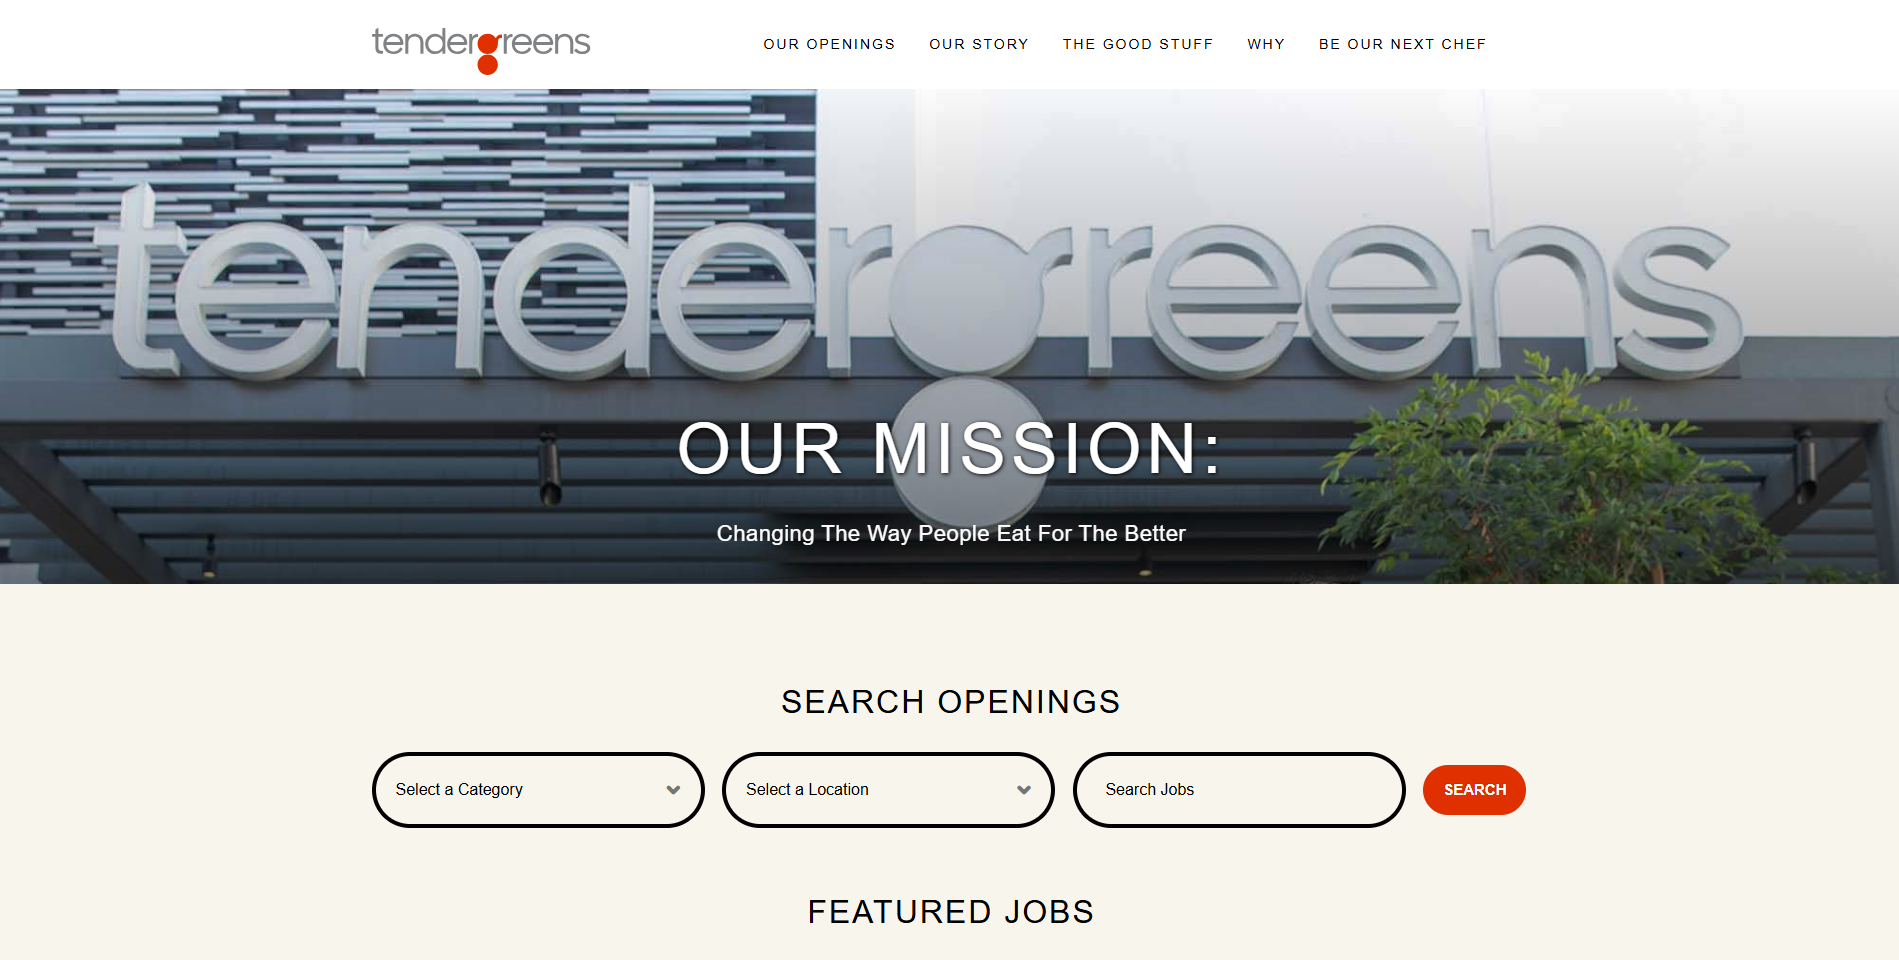 tendergreens
OUR OPENINGS
OUR STORY
THE GOOD STUFF
WHY
BE OUR NEXT CHEF
tendergreens
OUR MISSION:
Changing The Way People Eat For The Better
SEARCH OPENINGS
Select a Category
Select a Location
Search Jobs
SEARCH
FEATURED JOBS